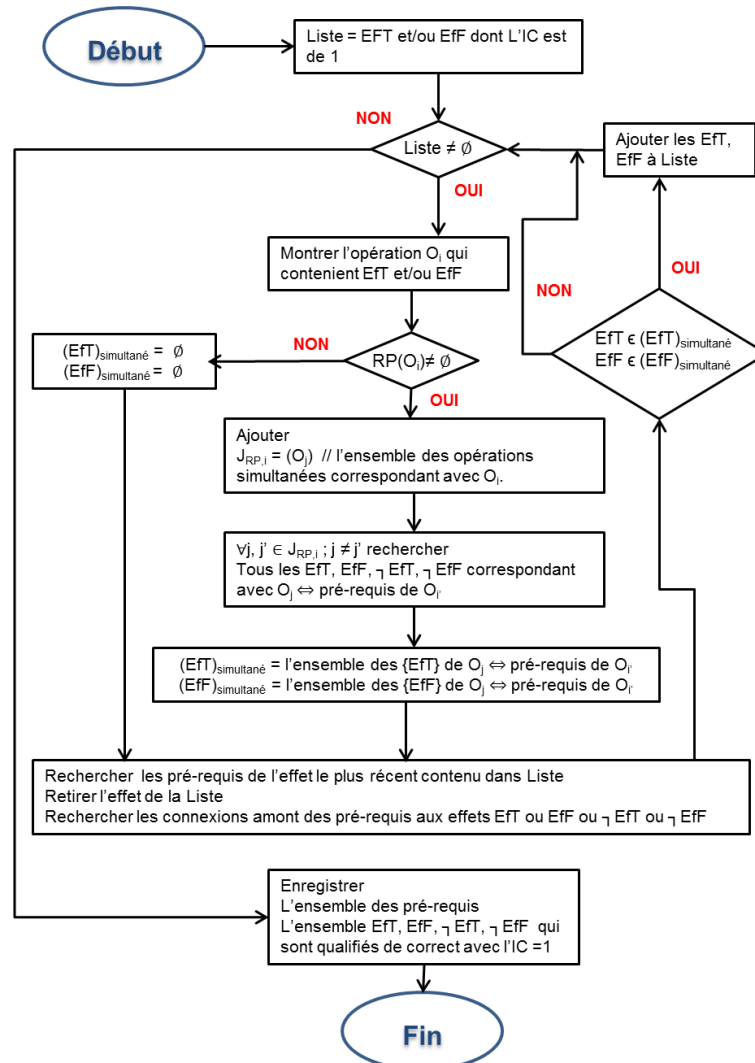 Début
Liste = EFT et/ou EfF dont L'IC est
de 1
NON
Liste ≠ ∅
Ajouter les EfT,
EfF à Liste
OUI
Montrer l'opération Oi qui
contenient EfT et/ou EfF
NON
OUI
(EfT)simultané = ∅
(EfF)simultané = ∅
NON
RP(Oi)≠ ∅
EfT ϵ (EfT)simultané
EfF ϵ (EfF)simultané
OUI
Ajouter
JRP,i = (Oj) // l'ensemble des opérations
simultanées correspondant avec Oi.
∀j, j' ∈ JRP,i ; j ≠ j' rechercher
Tous les EfT, EfF, ┐EfT, ┐EfF correspondant
avec Oj ⇔ pré-requis de Oi'
(EfT)simultané = l'ensemble des {EfT} de Oj ⇔ pré-requis de Oi'
(EfF)simultané = l'ensemble des {EfF} de Oj ⇔ pré-requis de Oi'
Rechercher les pré-requis de l'effet le plus récent contenu dans Liste
Retirer l'effet de la Liste
Rechercher les connexions amont des pré-requis aux effets EfT ou EfF ou ┐EfT ou ┐EfF
Enregistrer
L'ensemble des pré-requis
L'ensemble EfT, EfF, ┐EfT, ┐EfF qui
sont qualifiés de correct avec l'IC =1
Fin